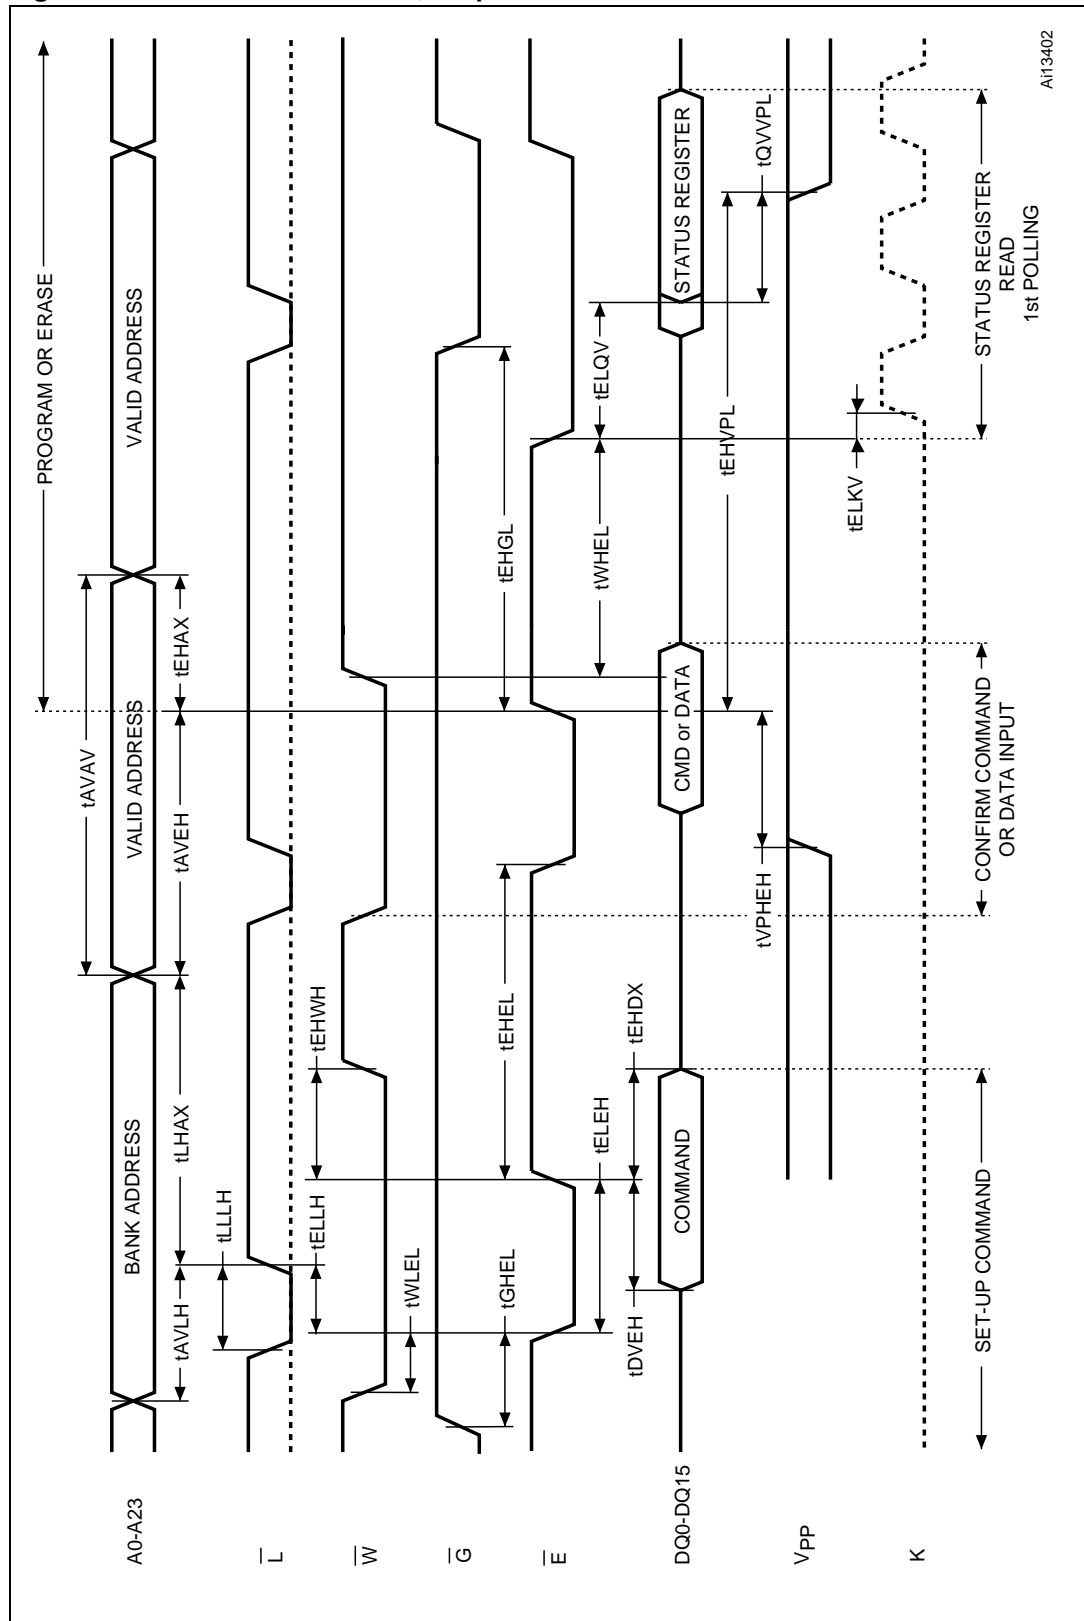 PROGRAM OR ERASE
tAVAV
A0-A23
BANK ADDRESS
VALID ADDRESS
VALID ADDRESS
tAVLH
tLHAX
tAVEH
tEHAX
tLLLH
L
tELLH
tEHWH
W
tWLEL
G
tGHEL
tEHEL
tEHGL
E
tELEH
tWHEL
tELQV
tDVEH
tEHDX
DQ0-DQ15
COMMAND
CMD or DATA
STATUS REGISTER
tEHVPL
tVPHEH
tQVVPL
VPP
tELKV
K
SET-UP COMMAND
CONFIRM COMMAND
OR DATA INPUT
STATUS REGISTER
READ
1st POLLING
Ai13402